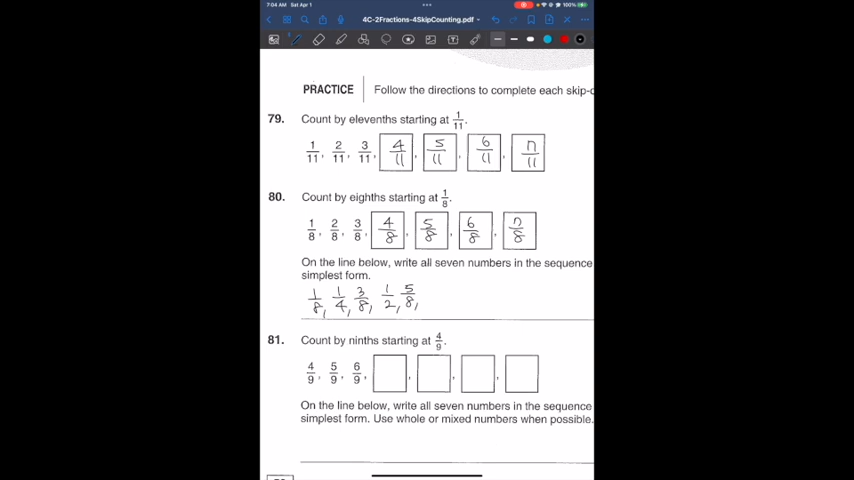 7:04 AM Sat Apr 1
100%
4C-2Fractions-4SkipCounting.pdf
PRACTICE Follow the directions to complete each skip-c
79. Count by elevenths starting at 1/11.
1/11, 2/11, 3/11, 4/11, 5/11, 6/11, 7/11
80. Count by eighths starting at 1/8.
1/8, 2/8, 3/8, 4/8, 5/8, 6/8, 7/8
On the line below, write all seven numbers in the sequence
simplest form.
1/8, 1/4, 3/8, 1/2, 5/8,
81. Count by ninths starting at 4/9.
4/9, 5/9, 6/9, , , ,
On the line below, write all seven numbers in the sequence
simplest form. Use whole or mixed numbers when possible.